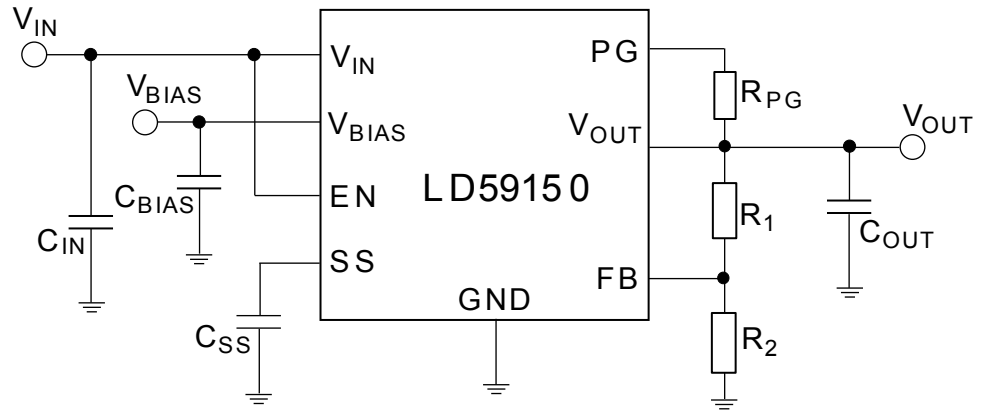 VIN
VIN
PG
RPG
VBIAS
VBIAS
VOUT
VOUT
CBIAS
EN
LD59150
R1
COUT
CIN
SS
FB
GND
CSS
R2